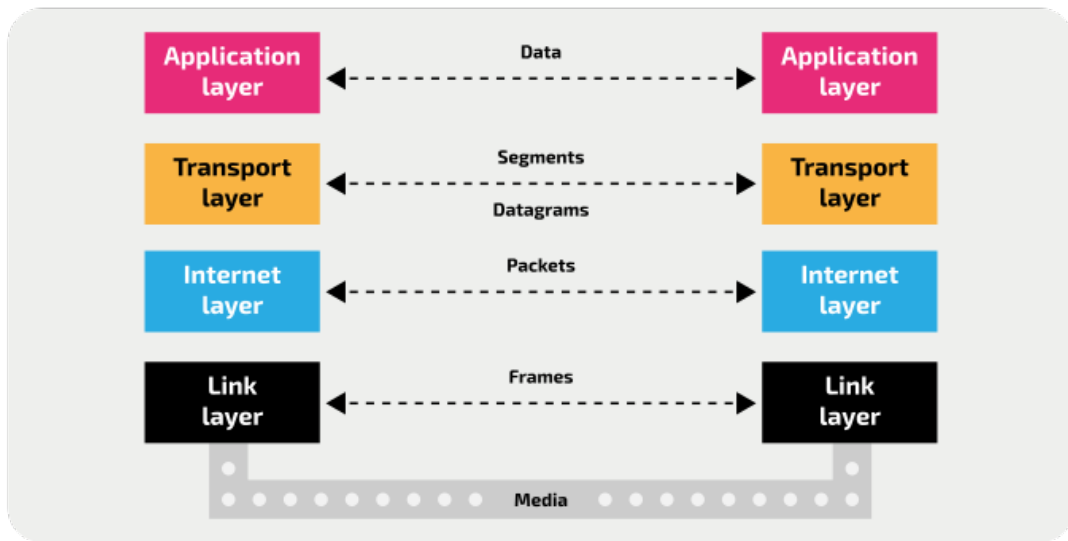 Application
layer
Data
Application
layer
Transport
layer
Segments
Datagrams
Transport
layer
Internet
layer
Packets
Internet
layer
Link
layer
Frames
Link
layer
Media